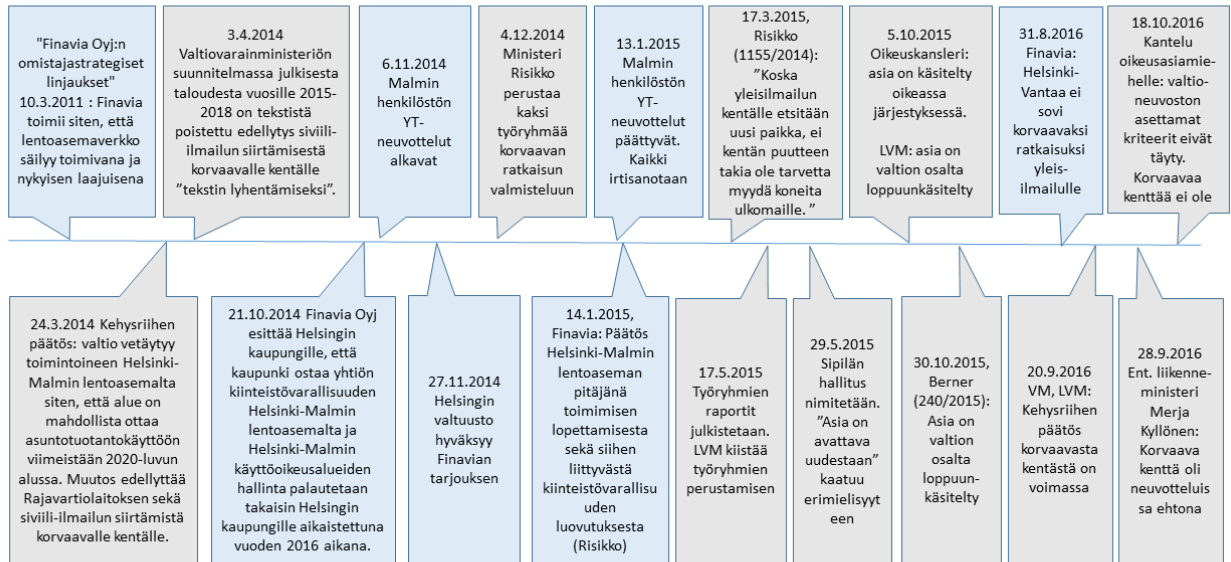 "Finavia Oyj:n
omistajastrategiset
linjaukset"
10.3.2011 : Finavia
toimii siten, että
lentoasemaverkko
säilyy toimivana ja
nykyisen laajuisena
3.4.2014
Valtiovarainministeriön
suunnitelmassa julkisesta
taloudesta vuosille 2015-
2018 on tekstistä
poistettu edellytys siviili-
ilmailun siirtämisestä
korvaavalle kentälle
”tekstin lyhentämiseksi”.
6.11.2014
Malmin
henkilöstön
YT-
neuvottelut
alkavat
4.12.2014
Ministeri
Risikko
perustaa
kaksi
työryhmää
korvaavan
ratkaisun
valmisteluun
13.1.2015
Malmin
henkilöstön
YT-
neuvottelut
päättyvät.
Kaikki
irtisanotaan
17.3.2015,
Risikko
(1155/2014):
”Koska
yleisilmailun
kentälle etsitään
uusi paikka, ei
kentän puutteen
takia ole tarvetta
myydä koneita
ulkomaille. ”
5.10.2015
Oikeuskansleri:
asia on käsitelty
oikeassa
järjestyksessä.
LVM: asia on
valtion osalta
loppuunkäsitelty
31.8.2016
Finavia:
Helsinki-
Vantaa ei
sovi
korvaavaksi
ratkaisuksi
yleis-
ilmailulle
18.10.2016
Kantelu
oikeusasiamie-
helle: valtio-
neuvoston
asettamat
kriteerit eivät
täyty.
Korvaavaa
kenttää ei ole
24.3.2014 Kehysriihen
päätös: valtio vetäytyy
toimintoineen Helsinki-
Malmin lentoasemalta
siten, että alue on
mahdollista ottaa
asuntotuotantokäyttöön
viimeistään 2020-luvun
alussa. Muutos edellyttää
Rajavartiolaitoksen sekä
siviili-ilmailun siirtämistä
korvaavalle kentälle.
21.10.2014 Finavia Oyj
esittää Helsingin
kaupungille, että
kaupunki ostaa yhtiön
kiinteistövarallisuuden
Helsinki-Malmin
lentoasemalta ja
Helsinki-Malmin
käyttöoikeusalueiden
hallinta palautetaan
takaisin Helsingin
kaupungille aikaistettuna
vuoden 2016 aikana.
27.11.2014
Helsingin
valtuusto
hyväksyy
Finavian
tarjouksen
14.1.2015,
Finavia: Päätös
Helsinki-Malmin
lentoaseman
pitäjänä
toimimisen
lopettamisesta
sekä siihen
liittyvästä
kiinteistövarallisu
uden
luovutuksesta
(Risikko)
17.5.2015
Työryhmien
raportit
julkistetaan.
LVM kiistää
työryhmien
perustamisen
29.5.2015
Sipilän
hallitus
nimitetään.
”Asia on
avattava
uudestaan”
kaatuu
erimielisyyt
een
30.10.2015,
Berner
(240/2015):
Asia on
valtion
osalta
loppuun-
käsitelty
20.9.2016
VM, LVM:
Kehysriihen
päätös
korvaavasta
kentästä on
voimassa
28.9.2016
Ent. liikenne-
ministeri
Merja
Kyllönen:
Korvaava
kenttä oli
neuvotteluis
sa ehtona